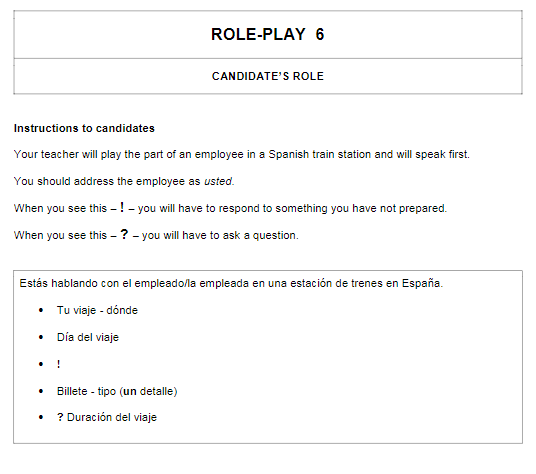 ROLE-PLAY 6
CANDIDATE'S ROLE
Instructions to candidates
Your teacher will play the part of an employee in a Spanish train station and will speak first.
You should address the employee as usted.
When you see this – ! – you will have to respond to something you have not prepared.
When you see this – ? – you will have to ask a question.
Estás hablando con el empleado/la empleada en una estación de trenes en España.
• Tu viaje - dónde
• Día del viaje
• !
• Billete - tipo (un detalle)
• ? Duración del viaje